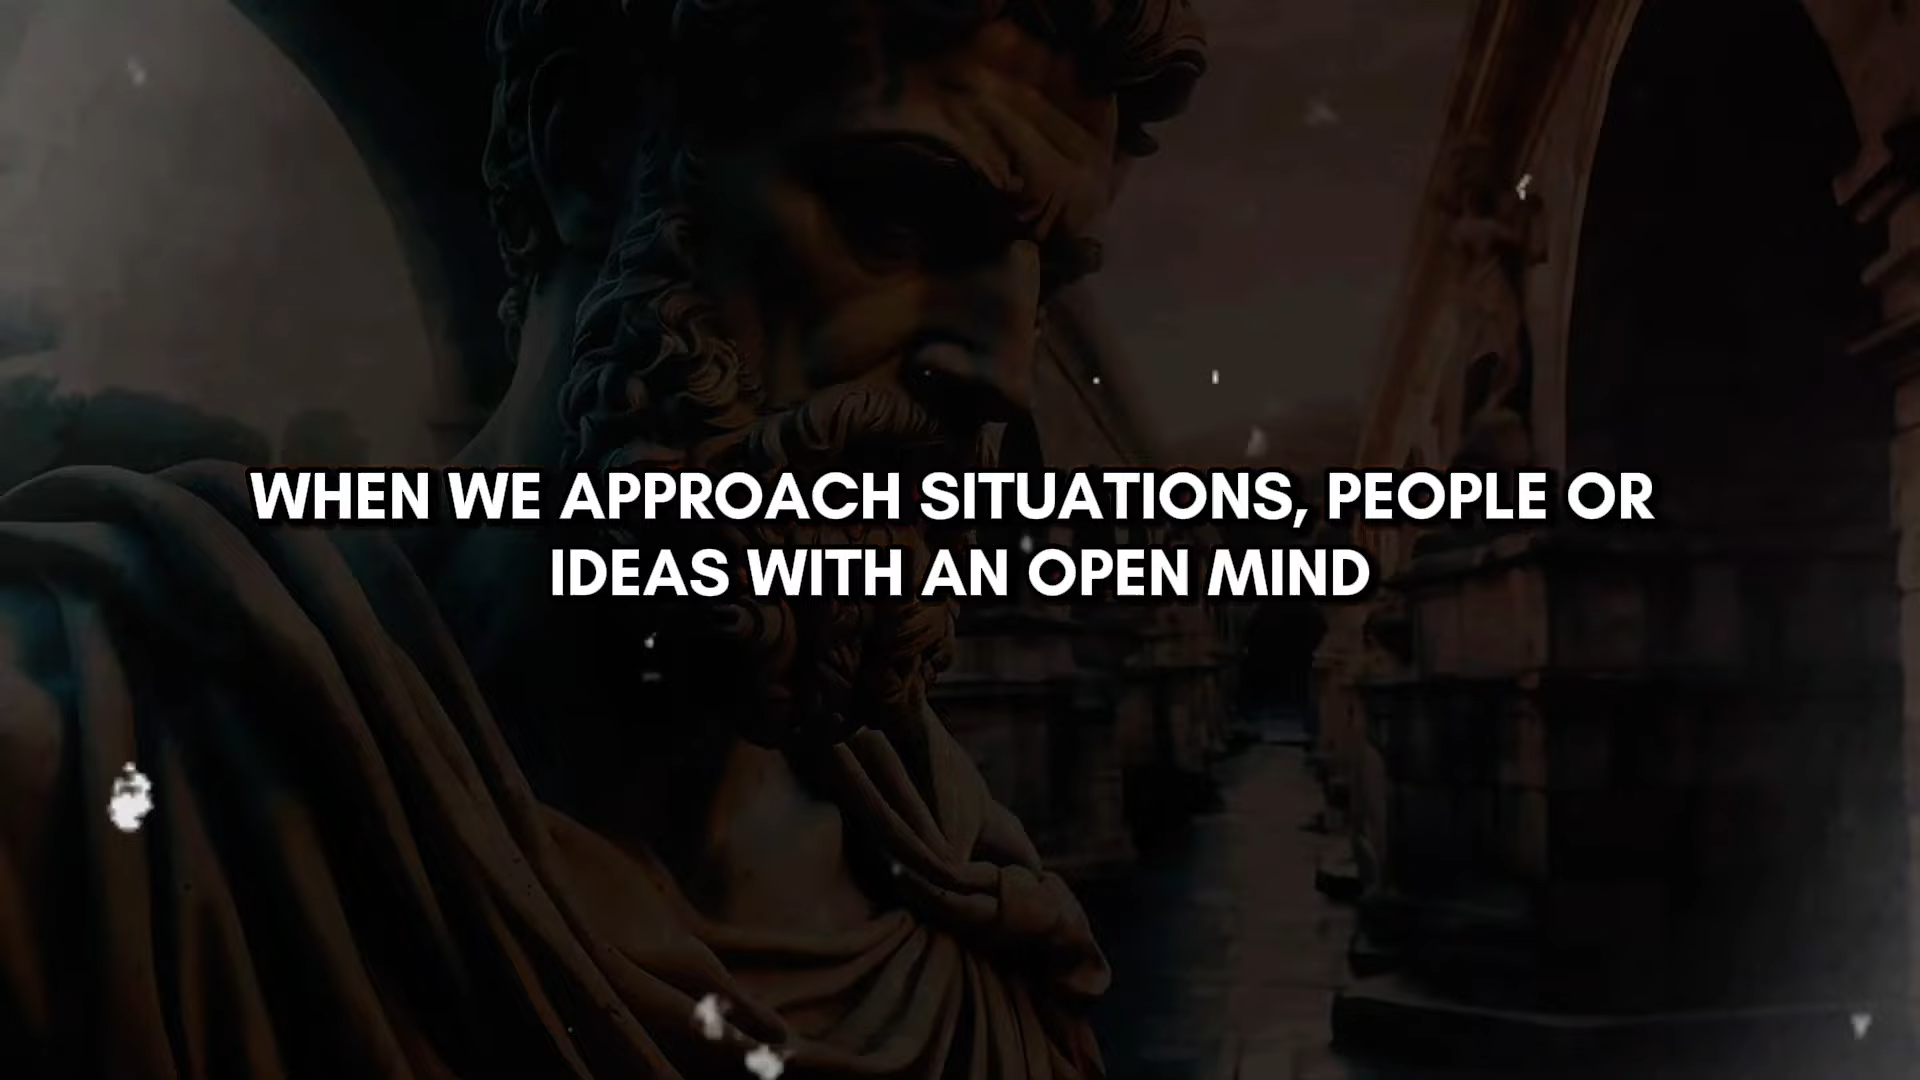 WHEN WE APPROACH SITUATIONS, PEOPLE OR
IDEAS WITH AN OPEN MIND